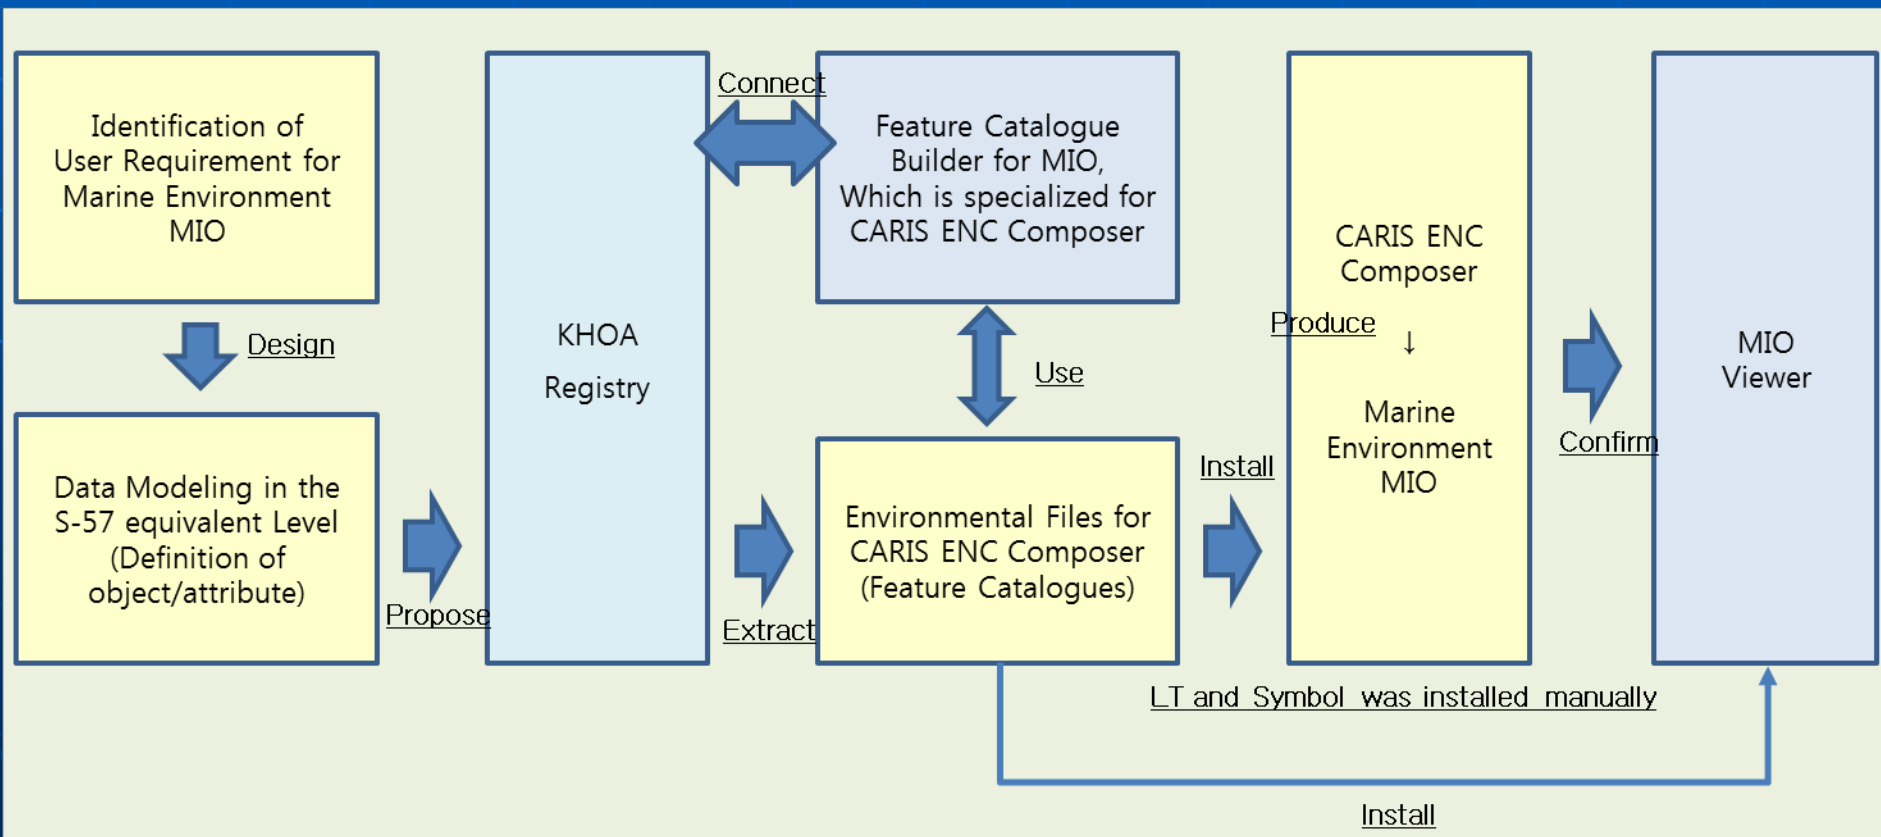 Identification of
User Requirement for
Marine Environment
MIO
Design
Data Modeling in the
S-57 equivalent Level
(Definition of
object/attribute)
Propose
KHOA
Registry
Connect
Extract
Feature Catalogue
Builder for MIO,
Which is specialized for
CARIS ENC Composer
Use
Environmental Files for
CARIS ENC Composer
(Feature Catalogues)
Install
CARIS ENC
Composer
Produce
↓
Marine
Environment
MIO
Confirm
MIO
Viewer
LT and Symbol was installed manually
Install